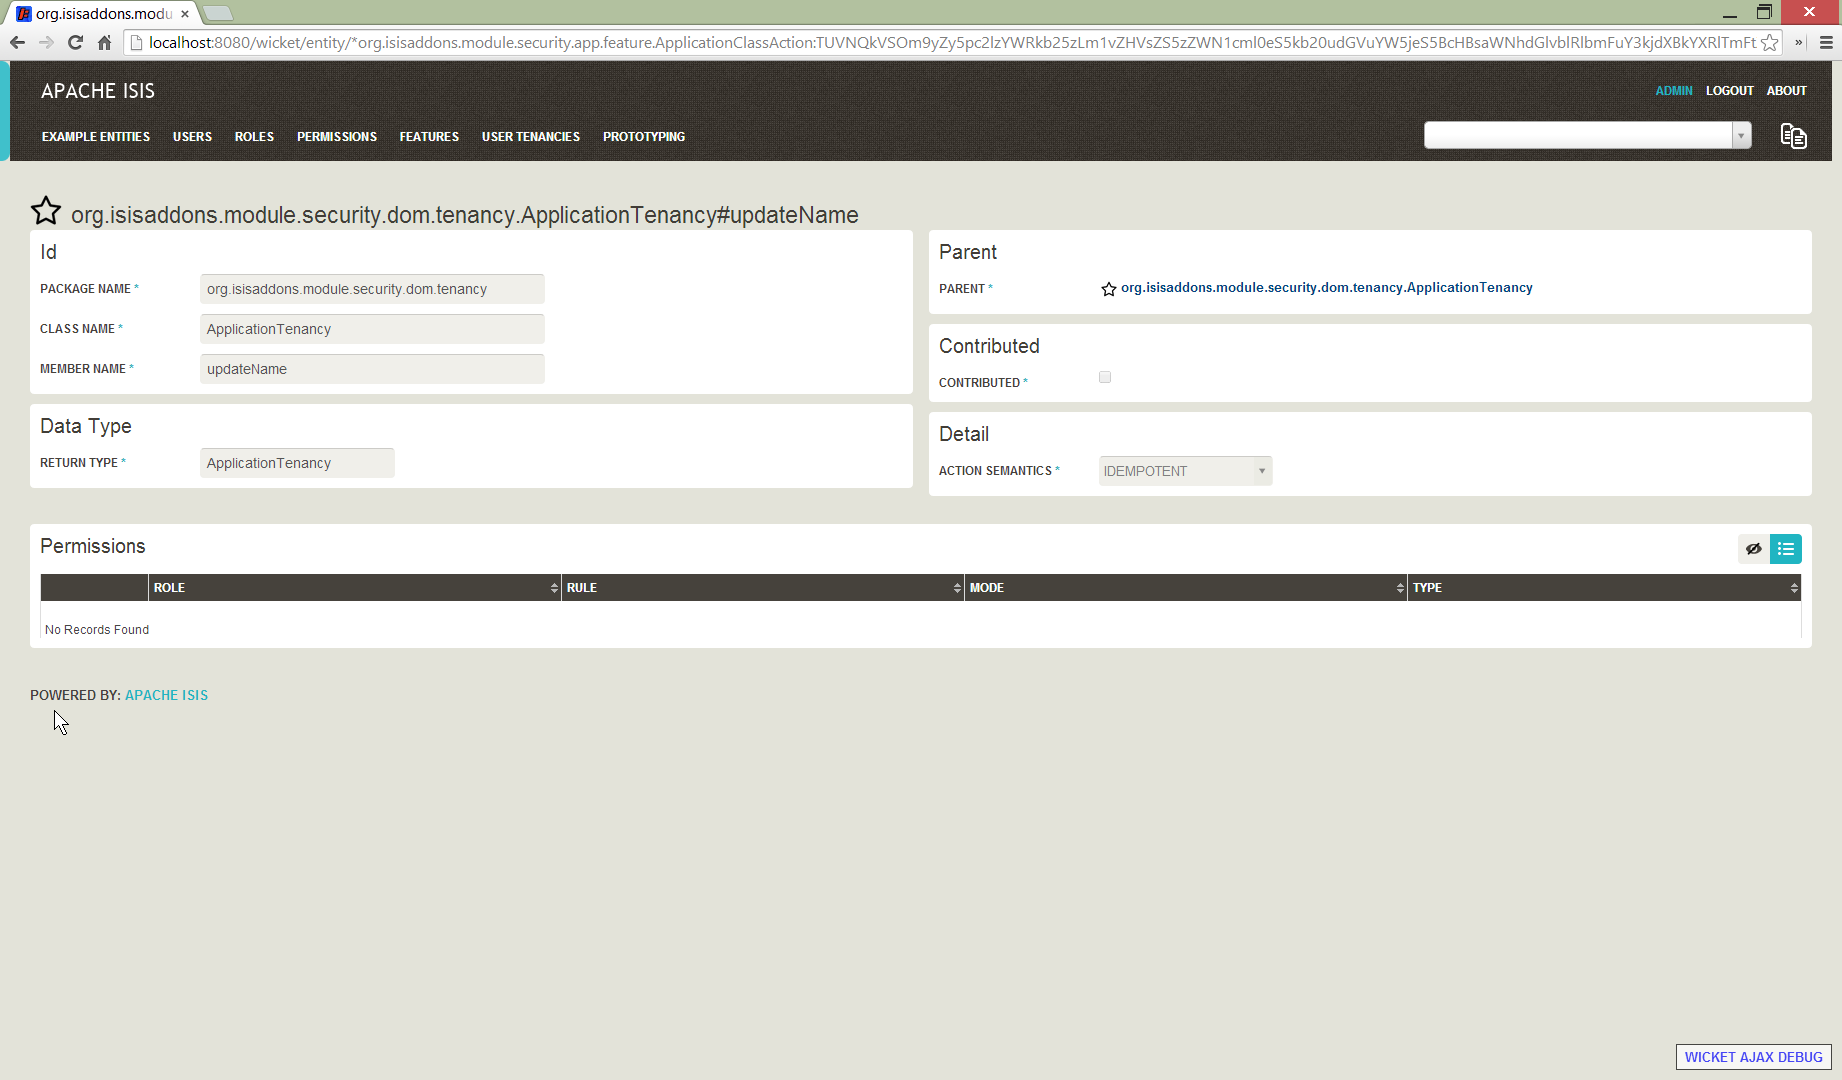 org.isisaddons.modu
localhost:8080/wicket/entity/*org.isisaddons.module.security.app.feature.ApplicationClassAction:TUVNQkVSOm9yZy5pc2lzYWRkb25zLm1vZHVsZS5zZWN1cml0eS5kb20udGVuYW5jeS5BcHBsaWNhdGlvblRlbmFuY3kjdXBkYXRlTmFt
APACHE ISIS
ADMIN LOGOUT ABOUT
EXAMPLE ENTITIES USERS ROLES PERMISSIONS FEATURES USER TENANCIES PROTOTYPING
org.isisaddons.module.security.dom.tenancy.ApplicationTenancy#updateName
Id
PACKAGE NAME * org.isisaddons.module.security.dom.tenancy
CLASS NAME * ApplicationTenancy
MEMBER NAME * updateName
Data Type
RETURN TYPE * ApplicationTenancy
Parent
PARENT * org.isisaddons.module.security.dom.tenancy.ApplicationTenancy
Contributed
CONTRIBUTED *
Detail
ACTION SEMANTICS * IDEMPOTENT
Permissions
ROLE RULE MODE TYPE
No Records Found
POWERED BY: APACHE ISIS
WICKET AJAX DEBUG